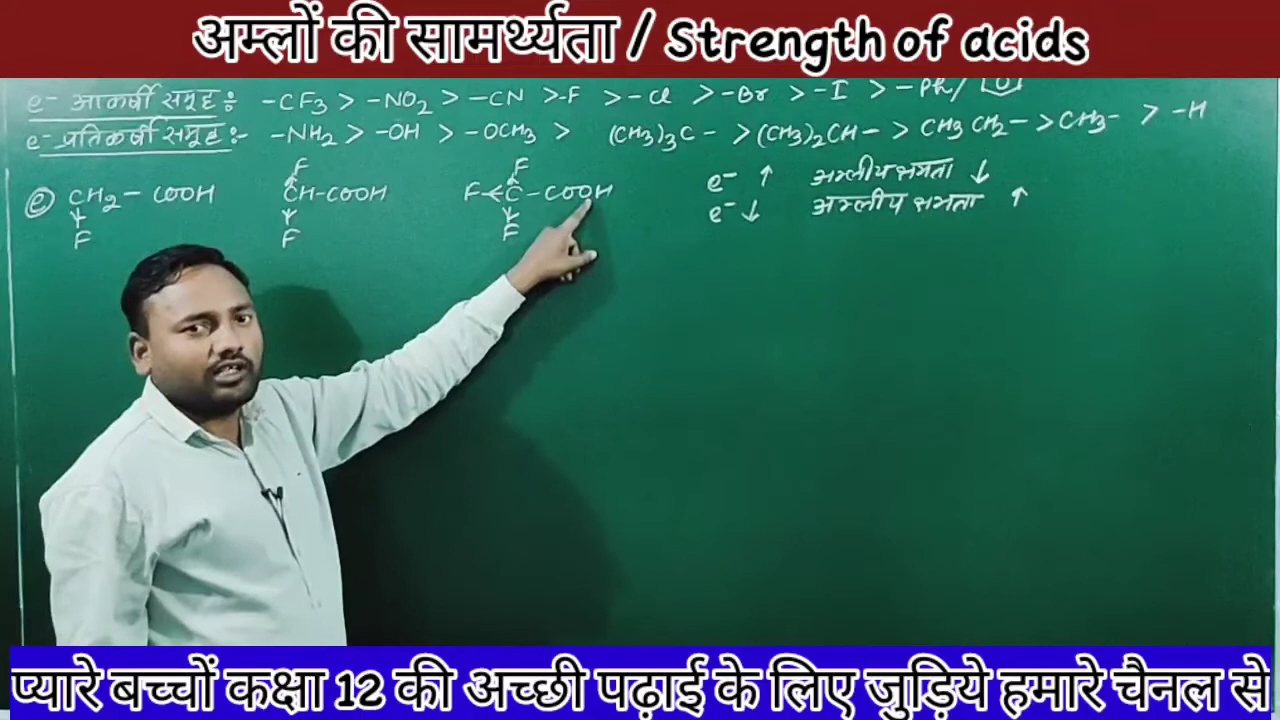 अम्लों की सामर्थ्यता / Strength of acids
e- आकर्षी समूह :- -CF3 > -NO2 > -CN > -F > -Cl > -Br > -I > -Ph/
e- प्रतिकर्षी समूह :- -NH2 > -OH > -OCH3 > (CH3)3C- > (CH3)2CH- > CH3CH2- > CH3- > -H
F F
e CH2-COOH CH-COOH F←C-COOH e- ↑ अम्लीय क्षमता ↓
F F F e- ↓ अम्लीय क्षमता ↑
प्यारे बच्चों कक्षा 12 की अच्छी पढ़ाई के लिए जुड़िये हमारे चैनल से